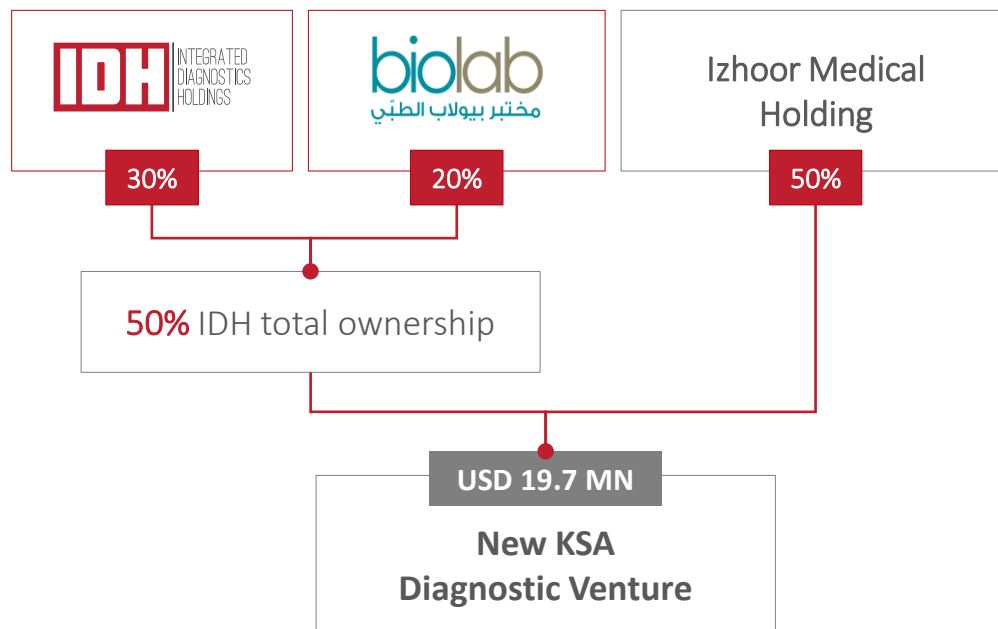 IDH
INTEGRATED
DIAGNOSTICS
HOLDINGS
biolab
مختبر بيولاب الطبّي
Izhoor Medical
Holding
30%
20%
50%
50% IDH total ownership
USD 19.7 MN
New KSA
Diagnostic Venture